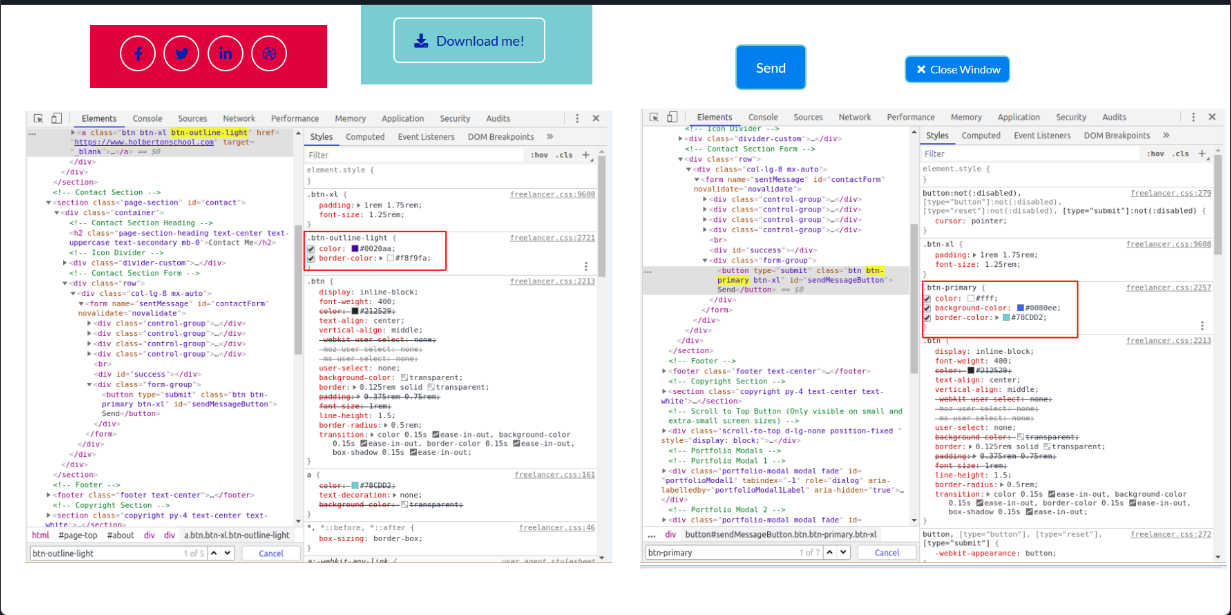 Download me!
Send
Close Window
Elements Console Sources Network Performance Memory Application Security Audits
<a class="btn btn-xl btn-outline-light" href=
"https://www.holbertonschool.com" target=
"_blank">…</a> == $0
</div>
</div>
</section>
<!-- Contact Section -->
<section class="page-section" id="contact">
<div class="container">
<!-- Contact Section Heading -->
<h2 class="page-section-heading text-center text-
uppercase text-secondary mb-0">Contact Me</h2>
<!-- Icon Divider -->
<div class="divider-custom">…</div>
<!-- Contact Section Form -->
<div class="row">
<div class="col-lg-8 mx-auto">
<form name="sentMessage" id="contactForm"
novalidate="novalidate">
<div class="control-group">…</div>
<div class="control-group">…</div>
<div class="control-group">…</div>
<div class="control-group">…</div>
<br>
<div id="success"></div>
<div class="form-group">
<button type="submit" class="btn btn-
primary btn-xl" id="sendMessageButton">
Send</button>
</div>
</form>
</div>
</div>
</div>
</section>
<!-- Footer -->
<footer class="footer text-center">…</footer>
<!-- Copyright Section -->
<section class="copyright py-4 text-center text-
white">…</section>
html #page-top #about div div a.btn.btn-xl.btn-outline-light
btn-outline-light 1 of 5 Cancel
Styles Computed Event Listeners DOM Breakpoints »
Filter :hov .cls +
element.style {
}
.btn-xl { freelancer.css:9608
padding: 1rem 1.75rem;
font-size: 1.25rem;
}
.btn-outline-light { freelancer.css:2721
color: #0020aa;
border-color: #f8f9fa;
}
.btn { freelancer.css:2213
display: inline-block;
font-weight: 400;
color: #212529;
text-align: center;
vertical-align: middle;
-webkit-user-select: none;
-moz-user-select: none;
-ms-user-select: none;
user-select: none;
background-color: transparent;
border: 0.125rem solid transparent;
padding: 0.375rem 0.75rem;
font-size: 1rem;
line-height: 1.5;
border-radius: 0.5rem;
transition: color 0.15s ease-in-out, background-color
0.15s ease-in-out, border-color 0.15s ease-in-out,
box-shadow 0.15s ease-in-out;
}
a { freelancer.css:161
color: #78CDD2;
text-decoration: none;
background-color: transparent;
}
*, *::before, *::after { freelancer.css:46
box-sizing: border-box;
}
a:-webkit-any-link { user agent stylesheet
Elements Console Sources Network Performance Memory Application Security Audits
<!-- Icon Divider -->
<div class="divider-custom">…</div>
<!-- Contact Section Form -->
<div class="row">
<div class="col-lg-8 mx-auto">
<form name="sentMessage" id="contactForm"
novalidate="novalidate">
<div class="control-group">…</div>
<div class="control-group">…</div>
<div class="control-group">…</div>
<div class="control-group">…</div>
<br>
<div id="success"></div>
<div class="form-group">
<button type="submit" class="btn btn-
primary btn-xl" id="sendMessageButton">
Send</button> == $0
</div>
</form>
</div>
</div>
</div>
</section>
<!-- Footer -->
<footer class="footer text-center">…</footer>
<!-- Copyright Section -->
<section class="copyright py-4 text-center text-
white">…</section>
<!-- Scroll to Top Button (Only visible on small and
extra-small screen sizes) -->
<div class="scroll-to-top d-lg-none position-fixed "
style="display: block;">…</div>
<!-- Portfolio Modals -->
<!-- Portfolio Modal 1 -->
<div class="portfolio-modal modal fade" id=
"portfolioModal1" tabindex="-1" role="dialog" aria-
labelledby="portfolioModal1Label" aria-hidden="true">…
</div>
<!-- Portfolio Modal 2 -->
<div class="portfolio-modal modal fade" id=
... div button#sendMessageButton.btn.btn-primary.btn-xl
btn-primary 1 of 7 Cancel
Styles Computed Event Listeners DOM Breakpoints »
Filter :hov .cls +
element.style {
}
button:not(:disabled), freelancer.css:279
[type="button"]:not(:disabled),
[type="reset"]:not(:disabled), [type="submit"]:not(:disabled) {
cursor: pointer;
}
.btn-xl { freelancer.css:9608
padding: 1rem 1.75rem;
font-size: 1.25rem;
}
.btn-primary { freelancer.css:2257
color: #fff;
background-color: #0080ee;
border-color: #78CDD2;
}
.btn { freelancer.css:2213
display: inline-block;
font-weight: 400;
color: #212529;
text-align: center;
vertical-align: middle;
-webkit-user-select: none;
-moz-user-select: none;
-ms-user-select: none;
user-select: none;
background-color: transparent;
border: 0.125rem solid transparent;
padding: 0.375rem 0.75rem;
font-size: 1rem;
line-height: 1.5;
border-radius: 0.5rem;
transition: color 0.15s ease-in-out, background-color
0.15s ease-in-out, border-color 0.15s ease-in-out,
box-shadow 0.15s ease-in-out;
}
button, [type="button"], [type="reset"], freelancer.css:272
[type="submit"] {
-webkit-appearance: button;